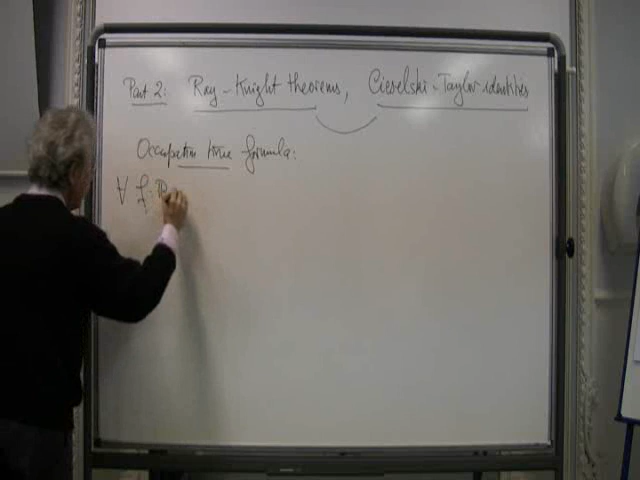 Part 2: Ray-Knight theorems, Ciesielski-Taylor identities
Occupation time formula:
∀ f: R